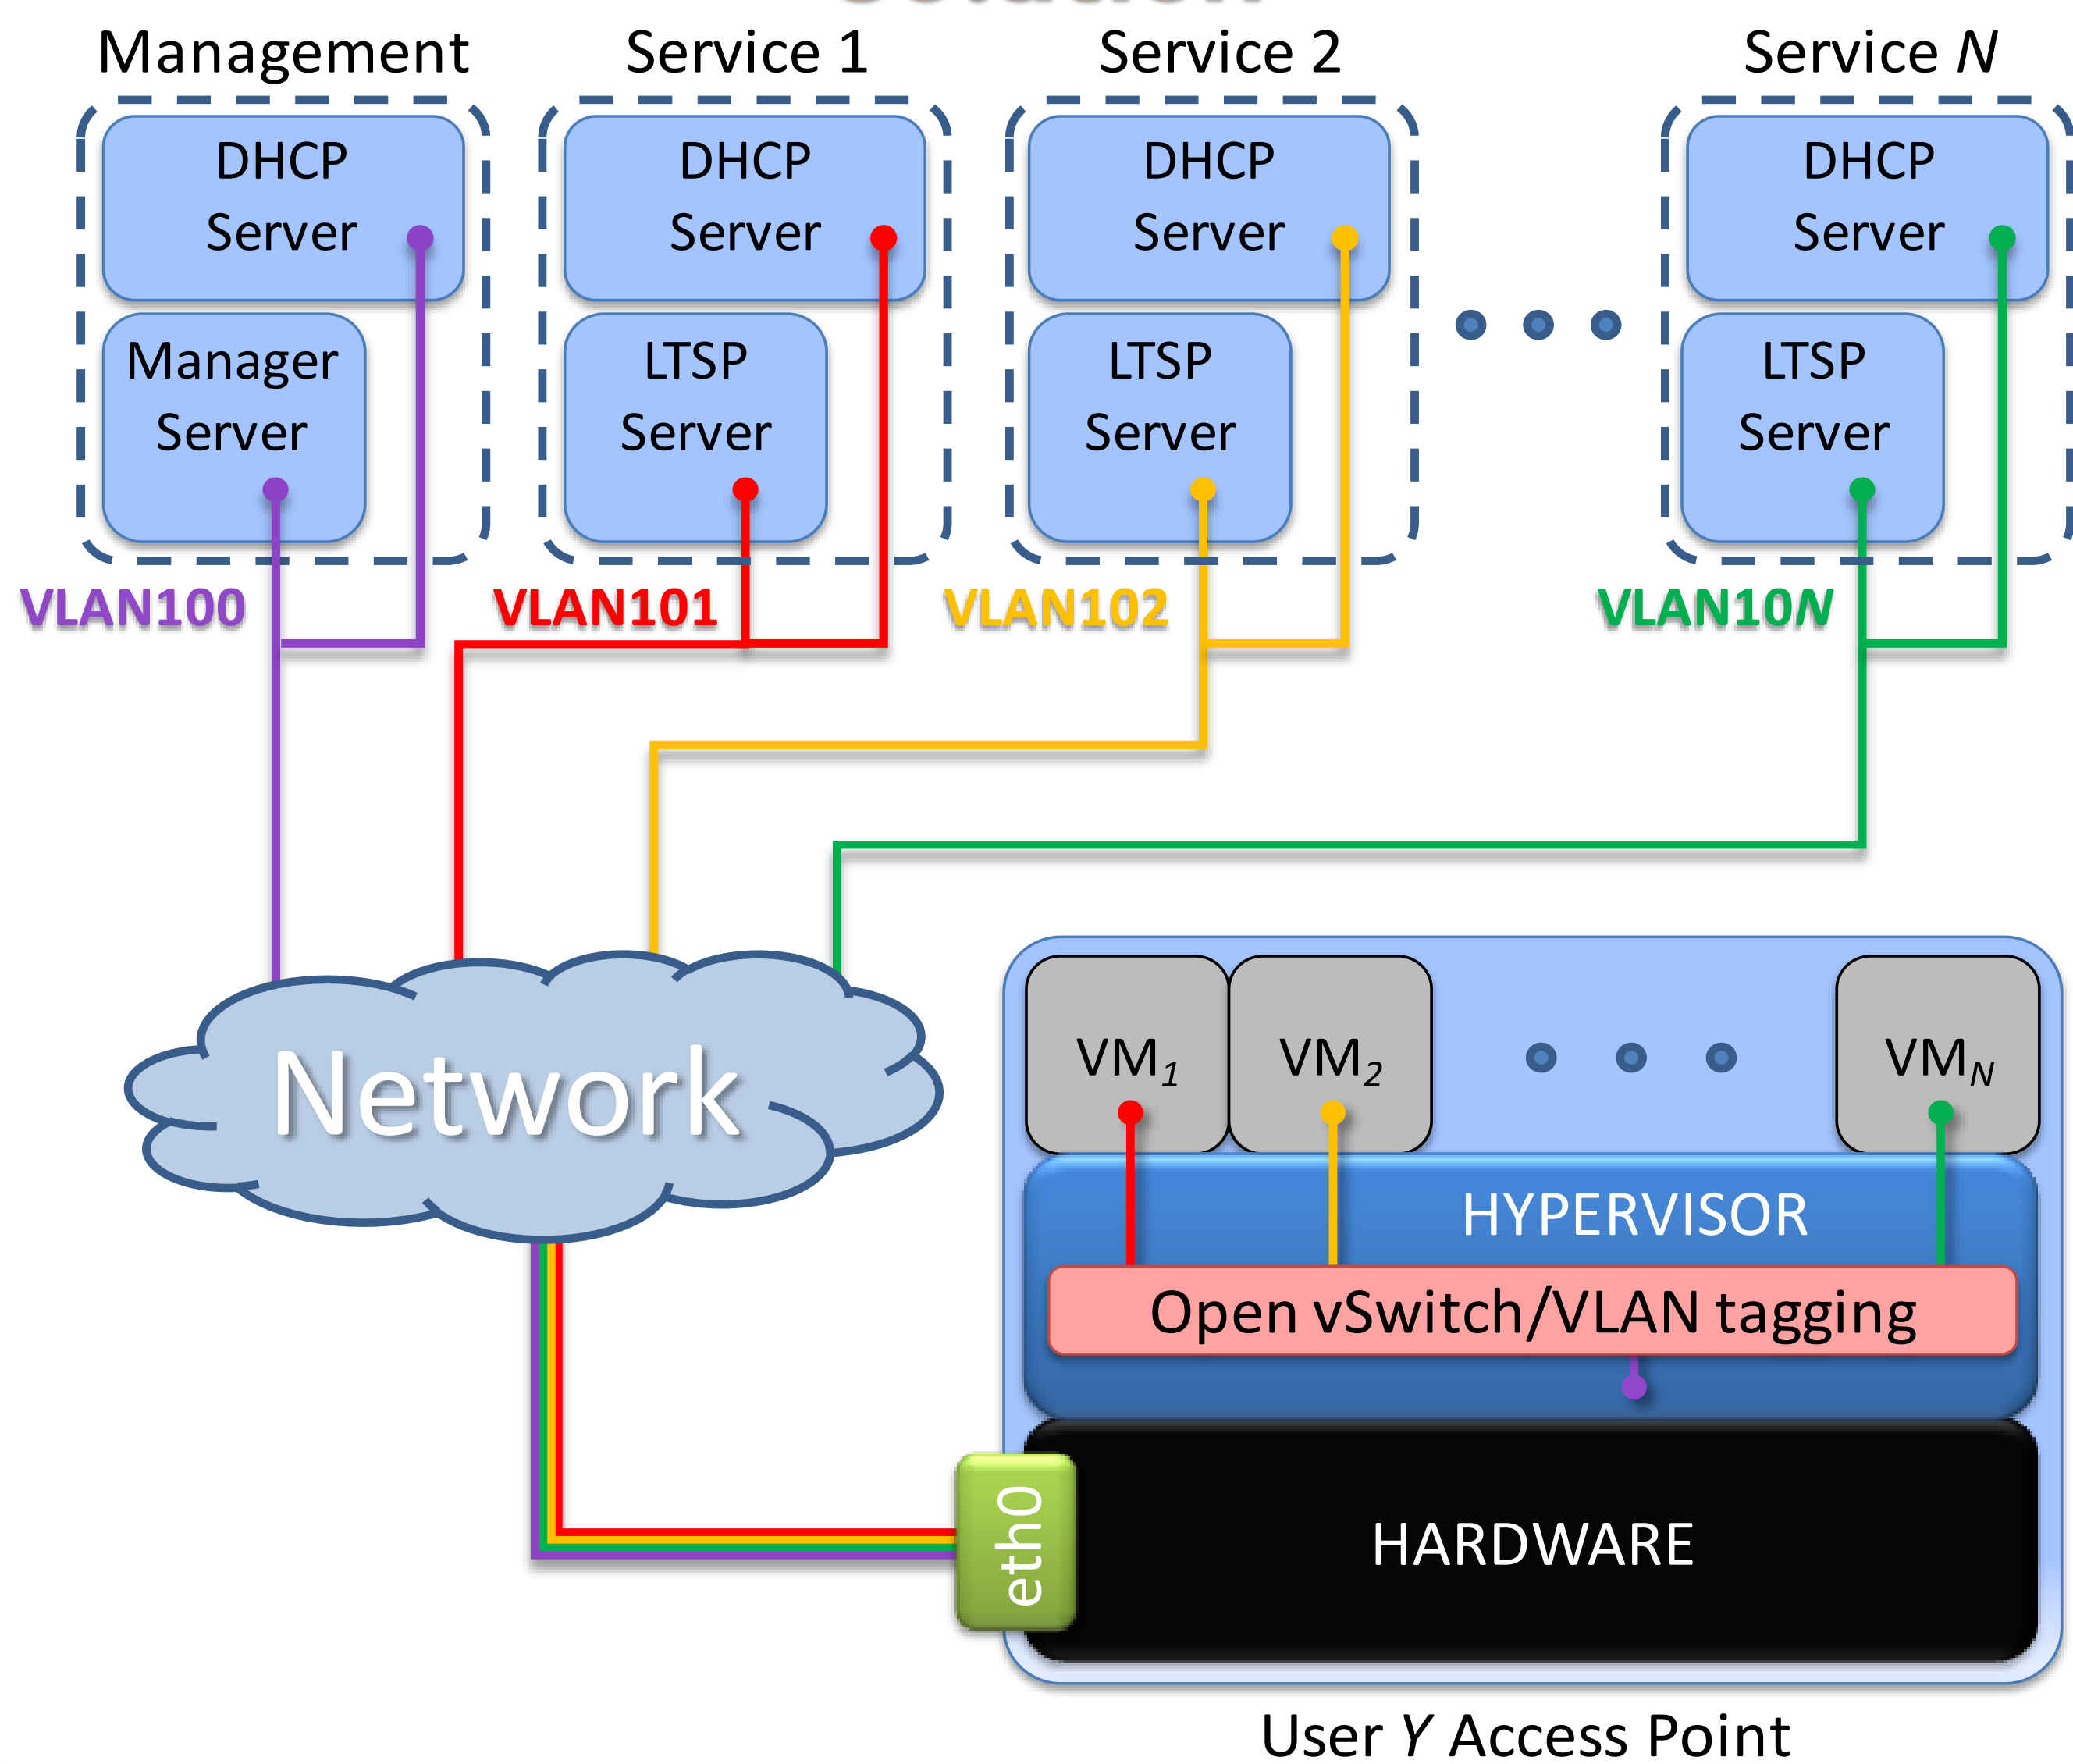 Management
Service 1
Service 2
Service N
DHCP
Server
DHCP
Server
DHCP
Server
DHCP
Server
Manager
Server
LTSP
Server
LTSP
Server
LTSP
Server
VLAN100
VLAN101
VLAN102
VLAN10N
Network
VM1
VM2
VMN
HYPERVISOR
Open vSwitch/VLAN tagging
eth0
HARDWARE
User Y Access Point